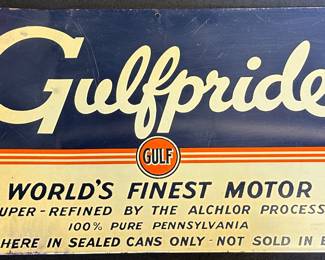 Gulfpride
GULF
WORLD'S FINEST MOTOR
UPER-REFINED BY THE ALCHLOR PROCESS
100% PURE PENNSYLVANIA
HERE IN SEALED CANS ONLY - NOT SOLD IN B